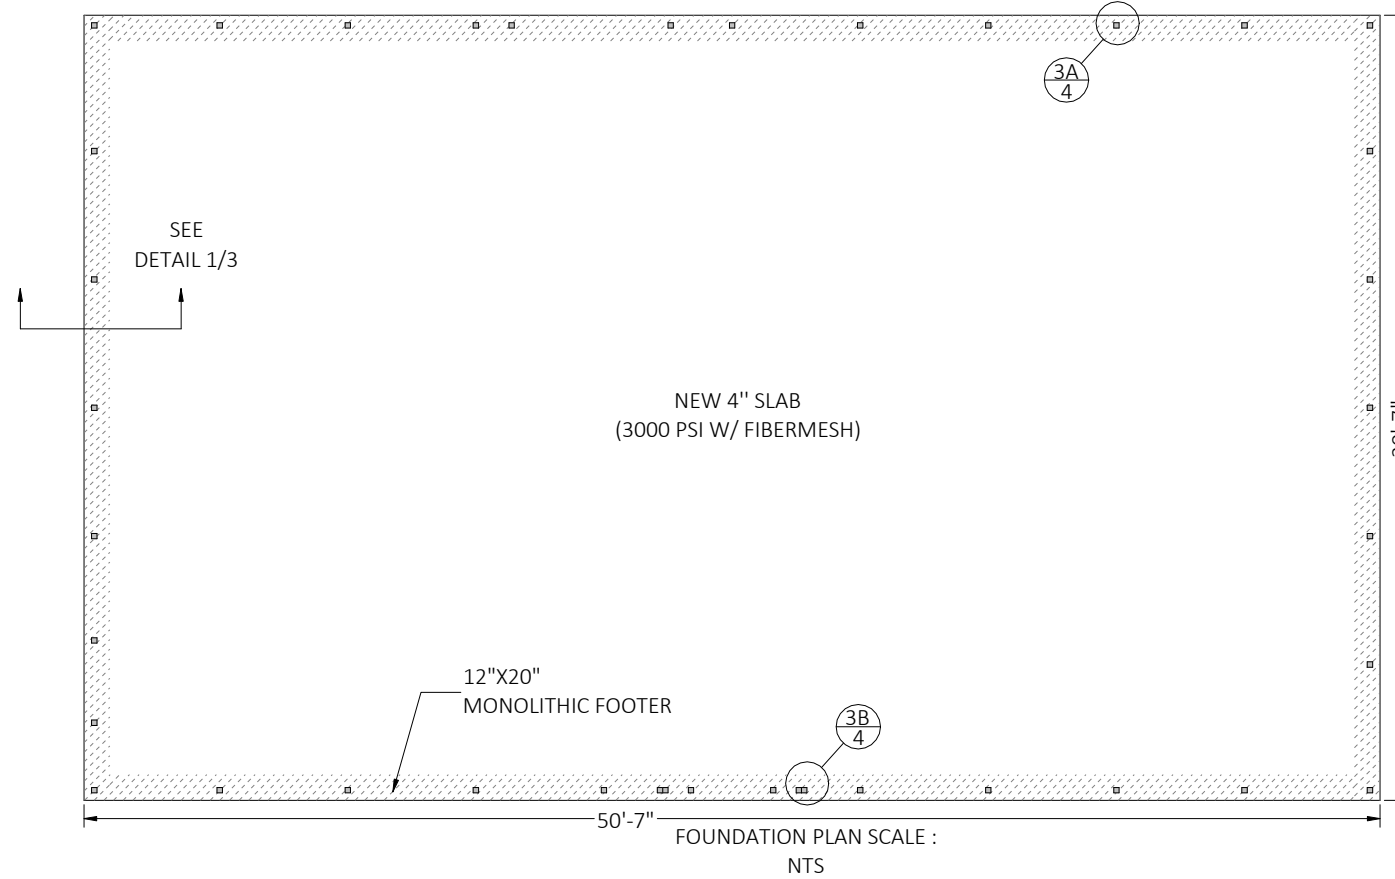 3A
4
SEE
DETAIL 1/3
NEW 4" SLAB
(3000 PSI W/ FIBERMESH)
12"X20"
MONOLITHIC FOOTER
3B
4
50'-7"
FOUNDATION PLAN SCALE :
NTS